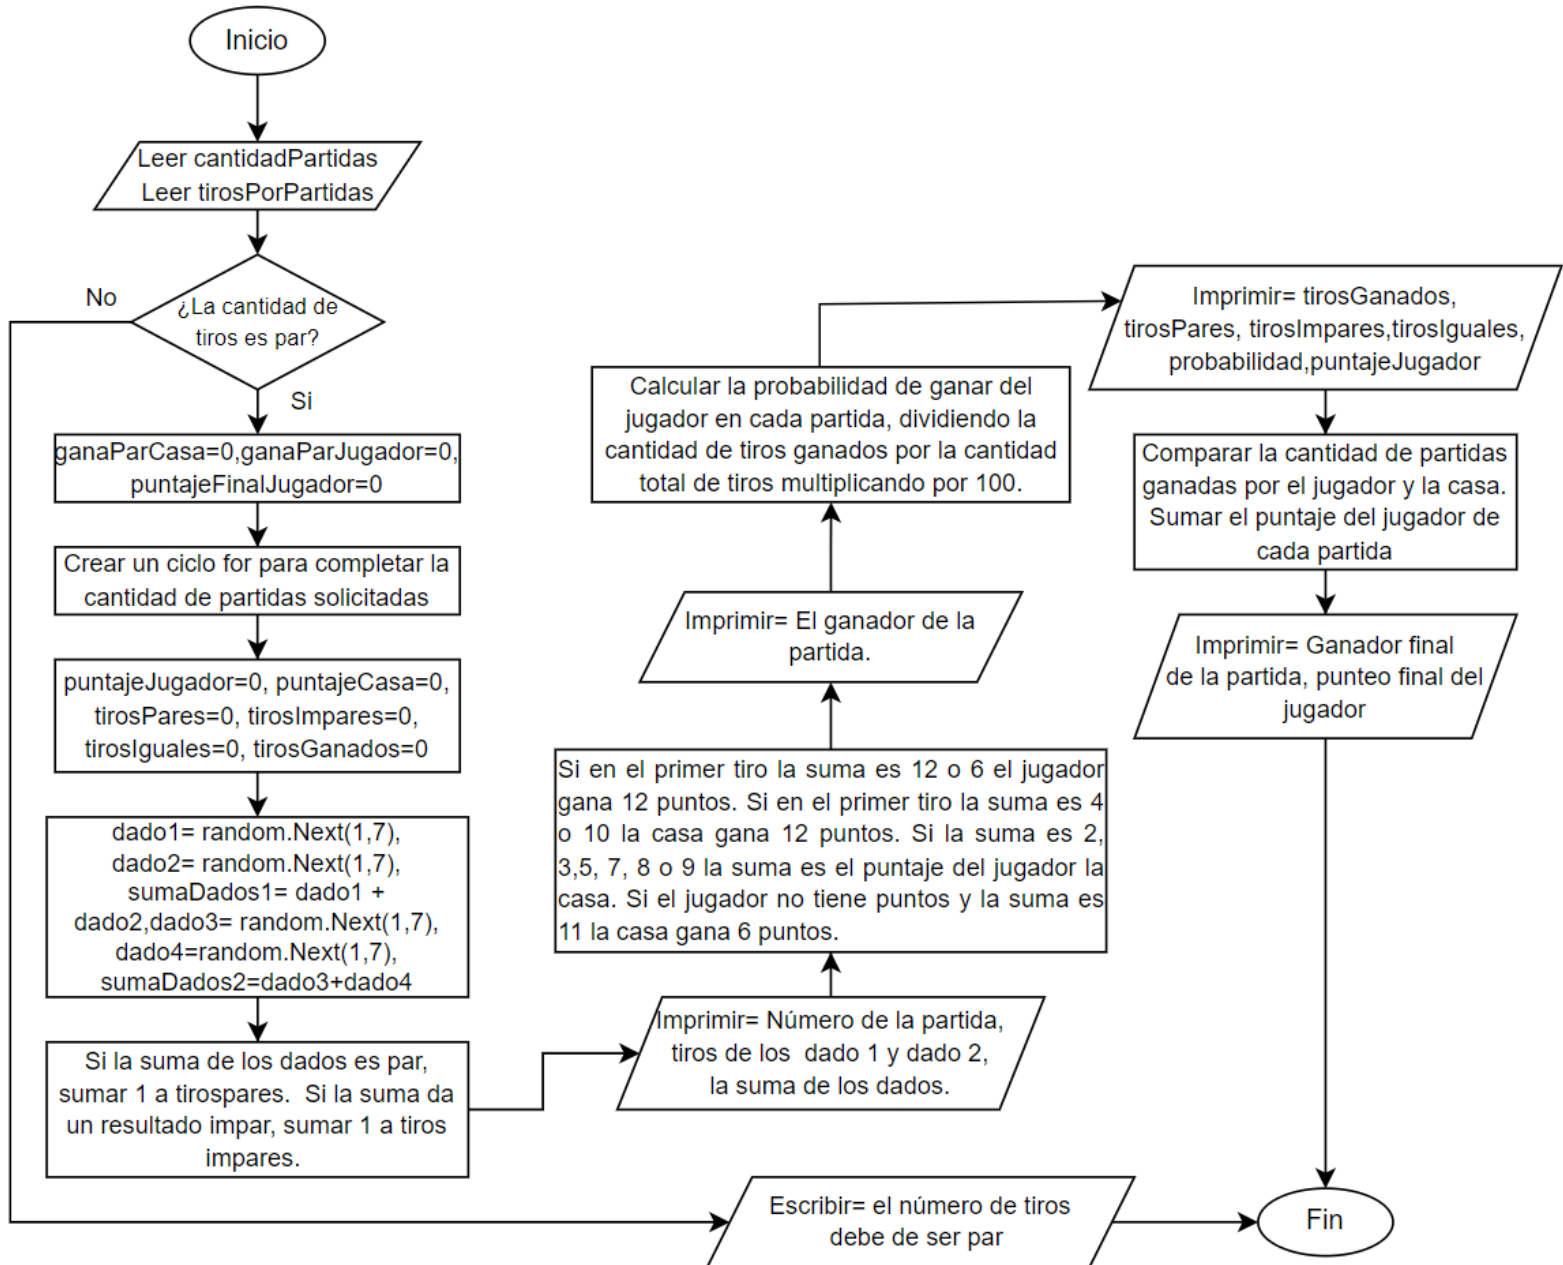 Inicio
Leer cantidadPartidas
Leer tirosPorPartidas
¿La cantidad de
tiros es par?
No
Si
ganaParCasa=0,ganaParJugador=0,
puntajeFinalJugador=0
Crear un ciclo for para completar la
cantidad de partidas solicitadas
puntajeJugador=0, puntajeCasa=0,
tirosPares=0, tirosImpares=0,
tirosIguales=0, tirosGanados=0
dado1= random.Next(1,7),
dado2= random.Next(1,7),
sumaDados1= dado1 +
dado2,dado3= random.Next(1,7),
dado4=random.Next(1,7),
sumaDados2=dado3+dado4
Si la suma de los dados es par,
sumar 1 a tirospares.  Si la suma da
un resultado impar, sumar 1 a tiros
impares.
Imprimir= Número de la partida,
tiros de los  dado 1 y dado 2,
la suma de los dados.
Si en el primer tiro la suma es 12 o 6 el jugador
gana 12 puntos. Si en el primer tiro la suma es 4
o 10 la casa gana 12 puntos. Si la suma es 2,
3,5, 7, 8 o 9 la suma es el puntaje del jugador la
casa. Si el jugador no tiene puntos y la suma es
11 la casa gana 6 puntos.
Imprimir= El ganador de la
partida.
Calcular la probabilidad de ganar del
jugador en cada partida, dividiendo la
cantidad de tiros ganados por la cantidad
total de tiros multiplicando por 100.
Imprimir= tirosGanados,
tirosPares, tirosImpares,tirosIguales,
probabilidad,puntajeJugador
Comparar la cantidad de partidas
ganadas por el jugador y la casa.
Sumar el puntaje del jugador de
cada partida
Imprimir= Ganador final
de la partida, punteo final del
jugador
Escribir= el número de tiros
debe de ser par
Fin